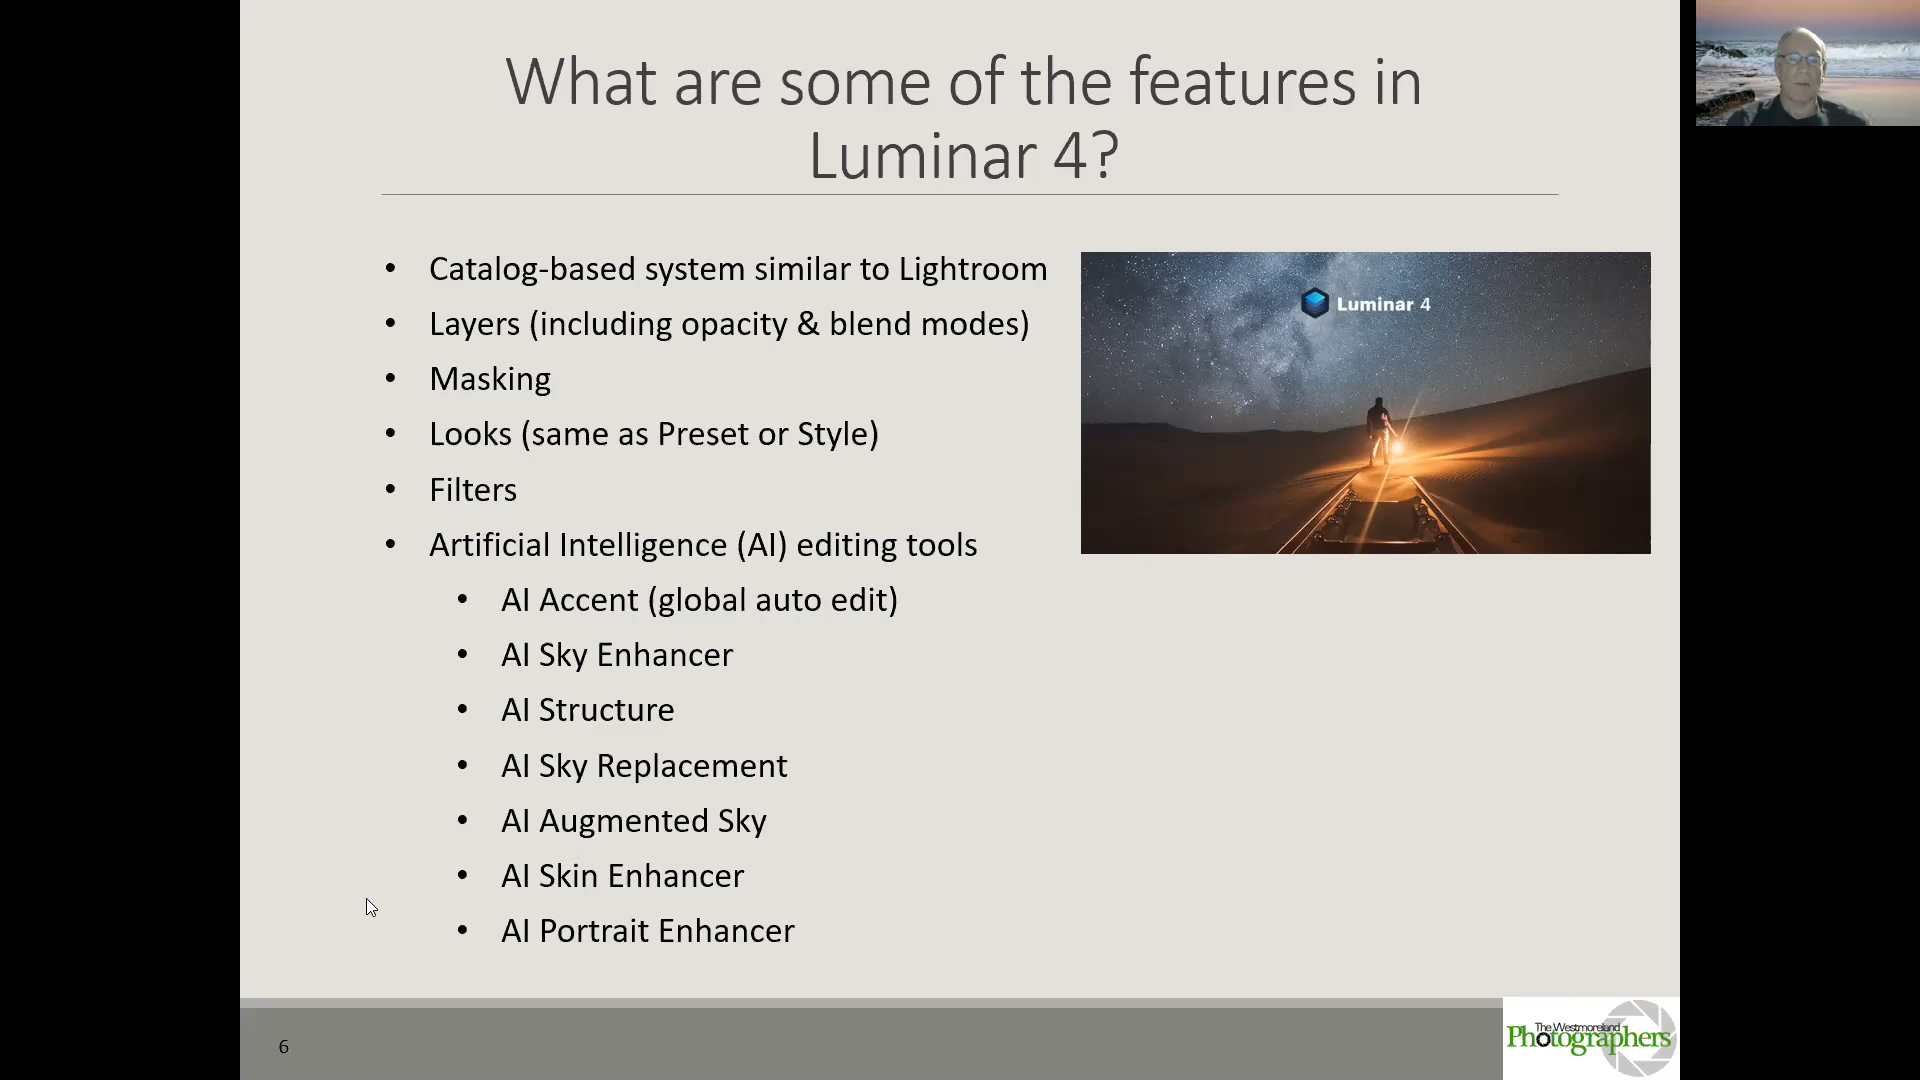 What are some of the features in
Luminar 4?
• Catalog-based system similar to Lightroom
• Layers (including opacity & blend modes)
• Masking
• Looks (same as Preset or Style)
• Filters
• Artificial Intelligence (AI) editing tools
• AI Accent (global auto edit)
• AI Sky Enhancer
• AI Structure
• AI Sky Replacement
• AI Augmented Sky
• AI Skin Enhancer
• AI Portrait Enhancer
Luminar 4
6
The Westmoreland
Photographers